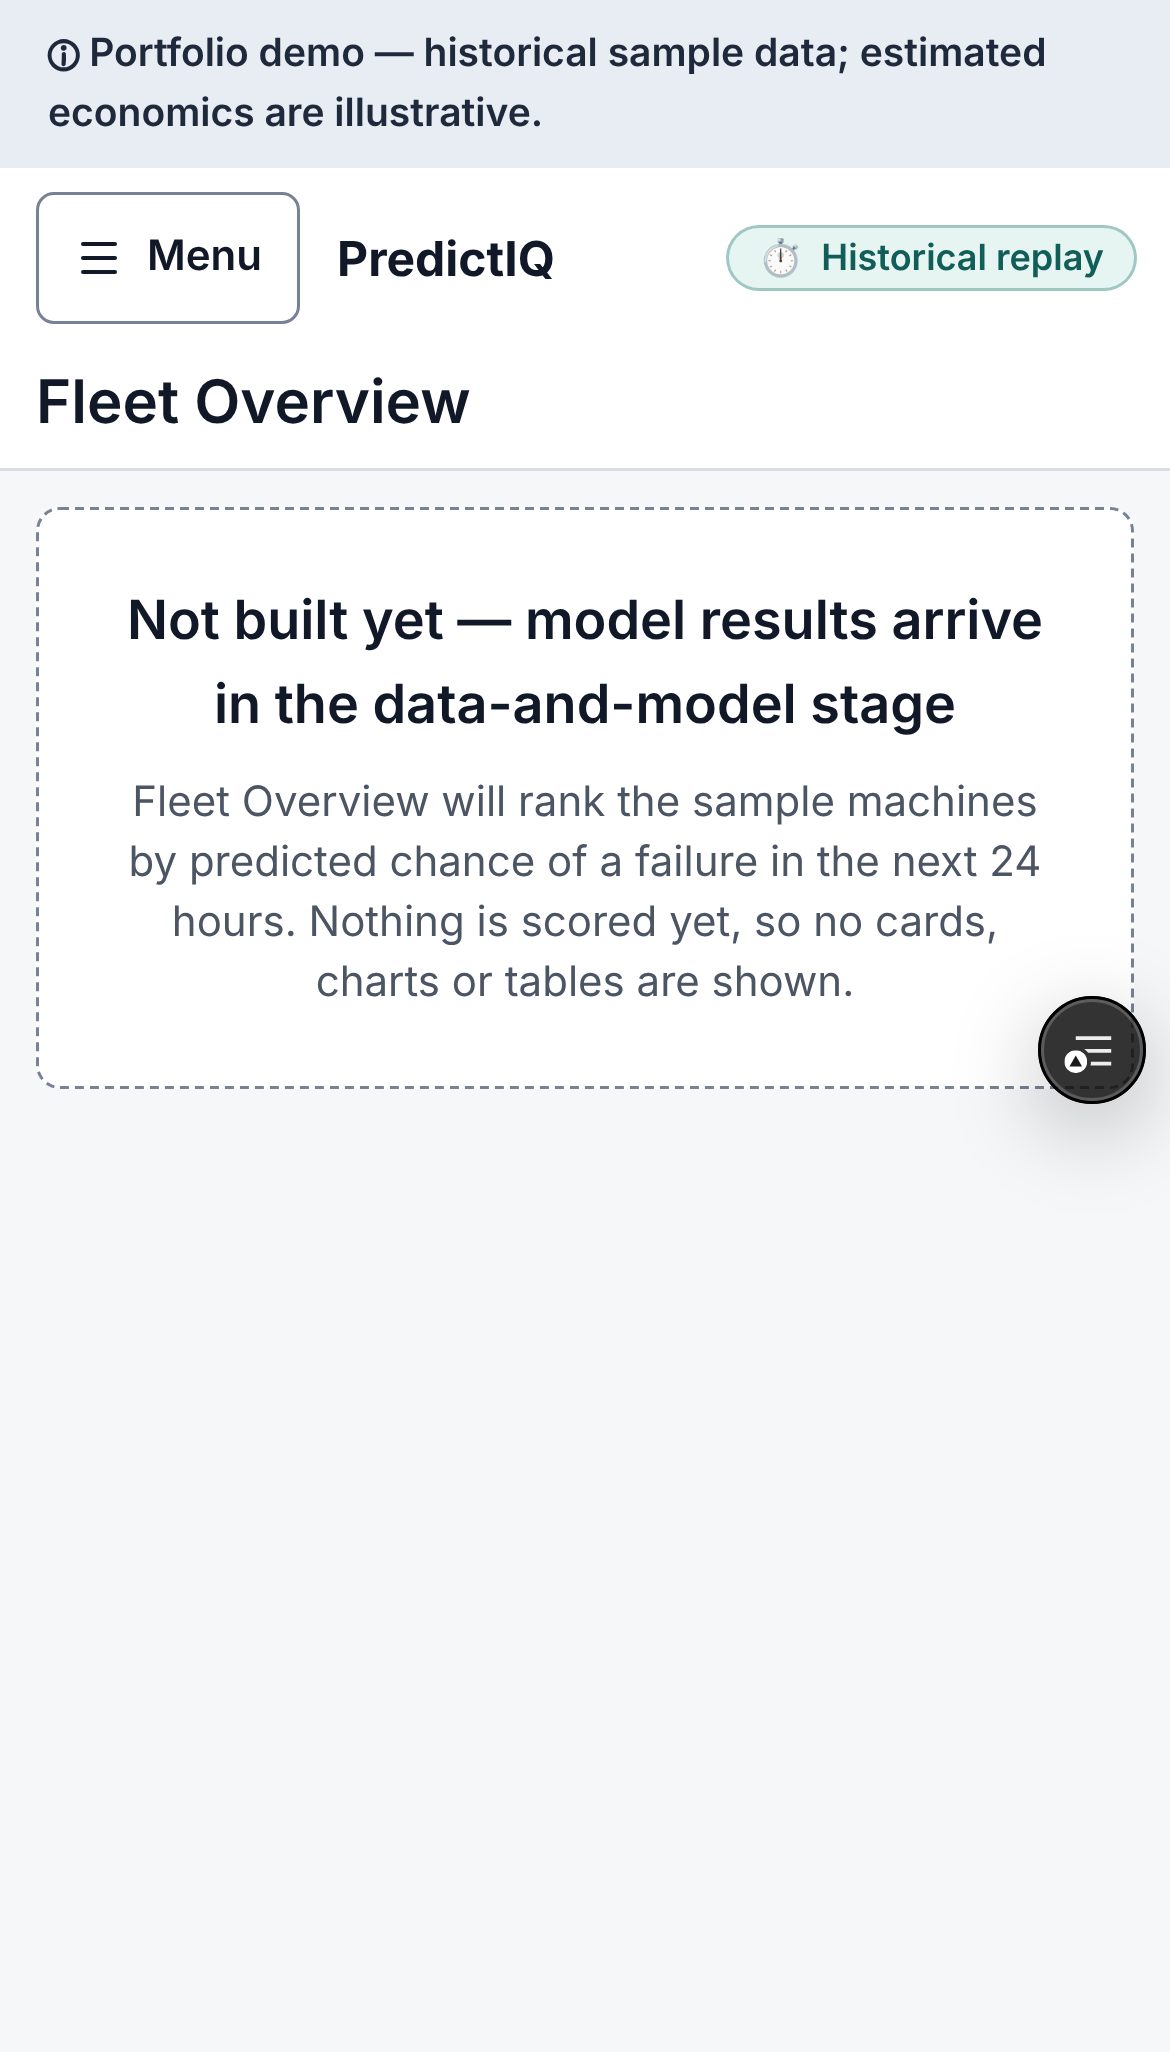 Portfolio demo — historical sample data; estimated
economics are illustrative.
Menu
PredictIQ
Historical replay
Fleet Overview
Not built yet — model results arrive
in the data-and-model stage
Fleet Overview will rank the sample machines
by predicted chance of a failure in the next 24
hours. Nothing is scored yet, so no cards,
charts or tables are shown.